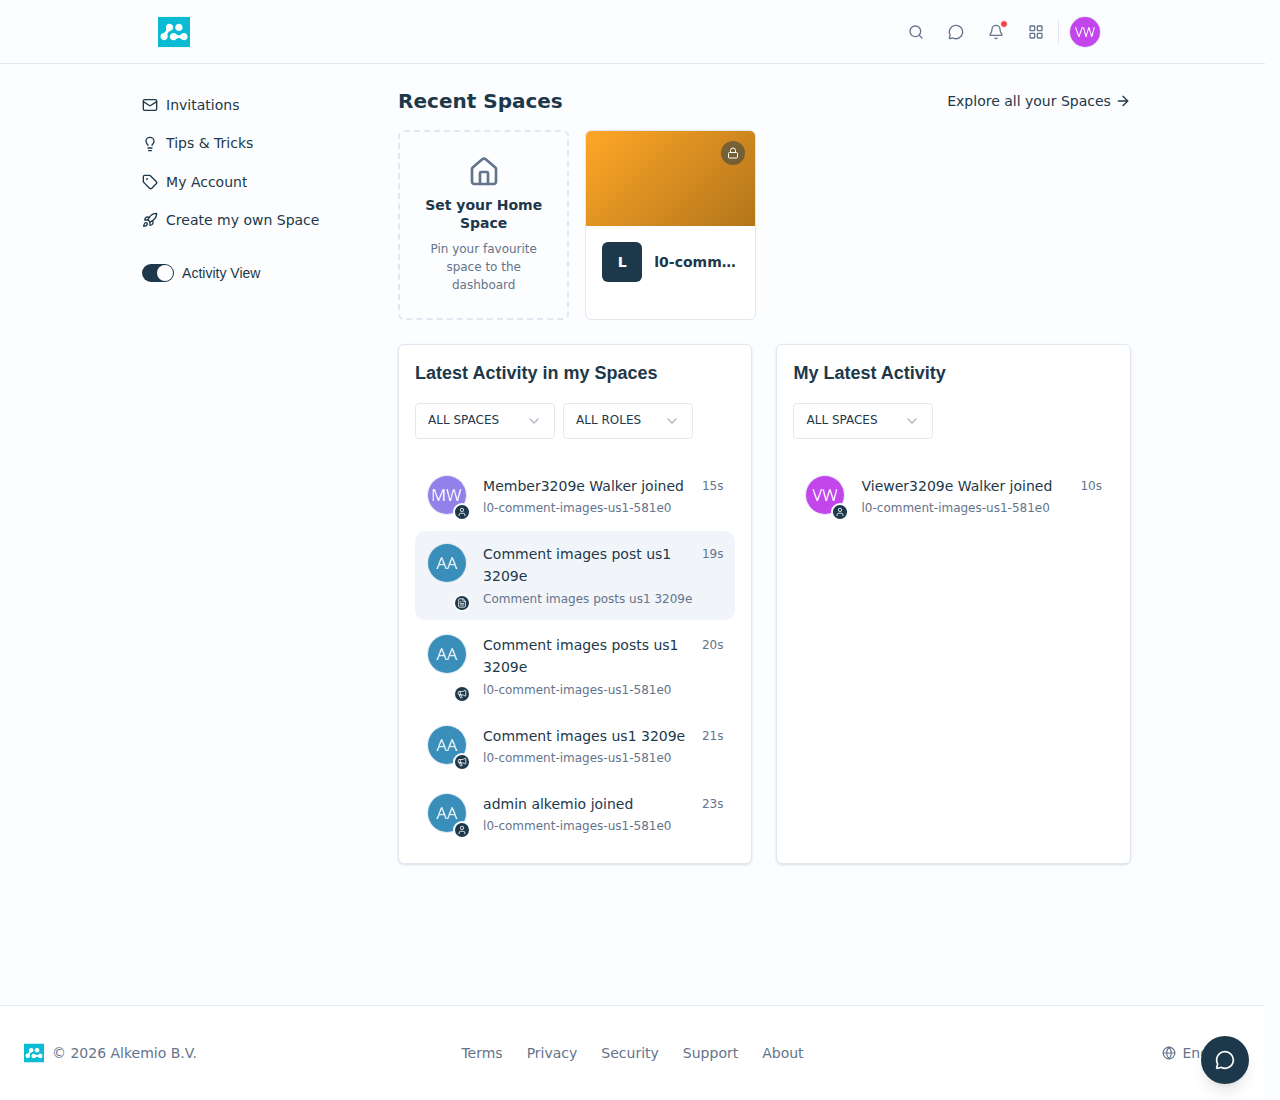 VW
Invitations
Tips & Tricks
My Account
Create my own Space
Activity View
Recent Spaces
Explore all your Spaces
Set your Home
Space
Pin your favourite
space to the
dashboard
L
l0-comm...
Latest Activity in my Spaces
ALL SPACES
ALL ROLES
MW
Member3209e Walker joined
15s
l0-comment-images-us1-581e0
AA
Comment images post us1
3209e
19s
Comment images posts us1 3209e
AA
Comment images posts us1
3209e
20s
l0-comment-images-us1-581e0
AA
Comment images us1 3209e
21s
l0-comment-images-us1-581e0
AA
admin alkemio joined
23s
l0-comment-images-us1-581e0
My Latest Activity
ALL SPACES
VW
Viewer3209e Walker joined
10s
l0-comment-images-us1-581e0
© 2026 Alkemio B.V.
Terms
Privacy
Security
Support
About